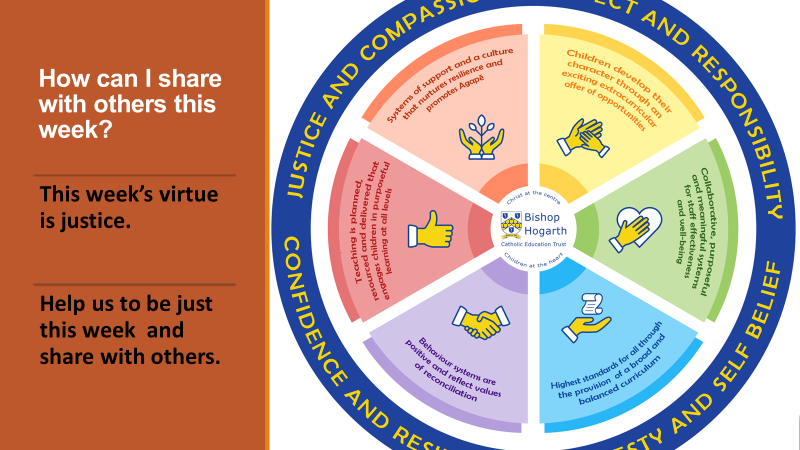 How can I share
with others this
week?
This week's virtue
is justice.
Help us to be just
this week and
share with others.
JUSTICE AND COMPASSIO
ECT AND RESPONSIBILITY
CONFIDENCE AND RESI
STY AND SELF BELIEF
Systems of support and a culture
that nurtures resilience and
promotes Agapé
Children develop their
character through an
exciting extracurricular
offer of opportunities
Teaching is planned,
resourced and delivered that
engages children in purposeful
learning at all levels
Collaborative, purposeful
and meaningful systems
for staff effectiveness
and well-being
Christ at the centre
Bishop
Hogarth
Catholic Education Trust
Children at the heart
Behaviour systems are
positive and reflect values
of reconciliation
Highest standards for all through
the provision of a broad and
balanced curriculum